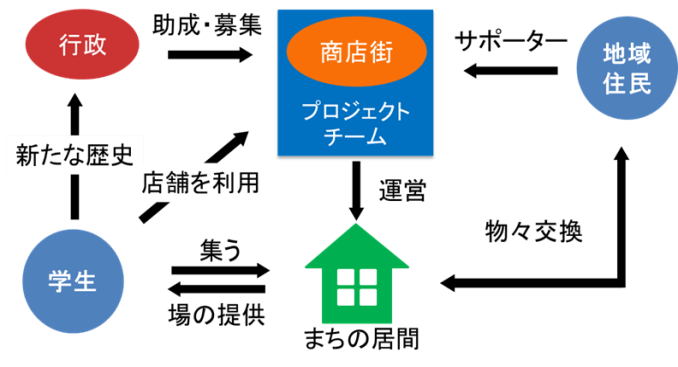 行政
助成・募集
商店街
プロジェクト
チーム
サポーター
地域
住民
新たな歴史
店舗を利用
運営
物々交換
学生
集う
場の提供
まちの居間